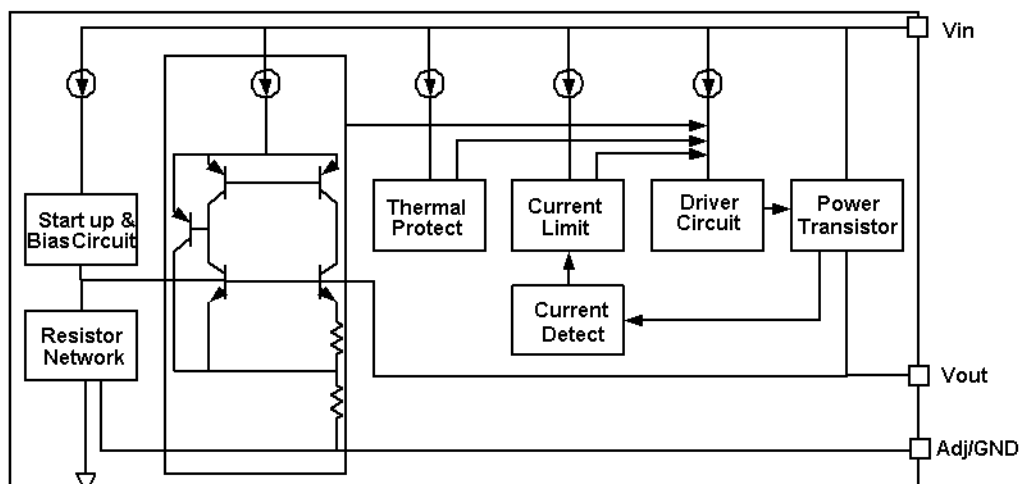 Vin
Start up &
Bias Circuit
Thermal
Protect
Current
Limit
Driver
Circuit
Power
Transistor
Current
Detect
Resistor
Network
Vout
Adj/GND